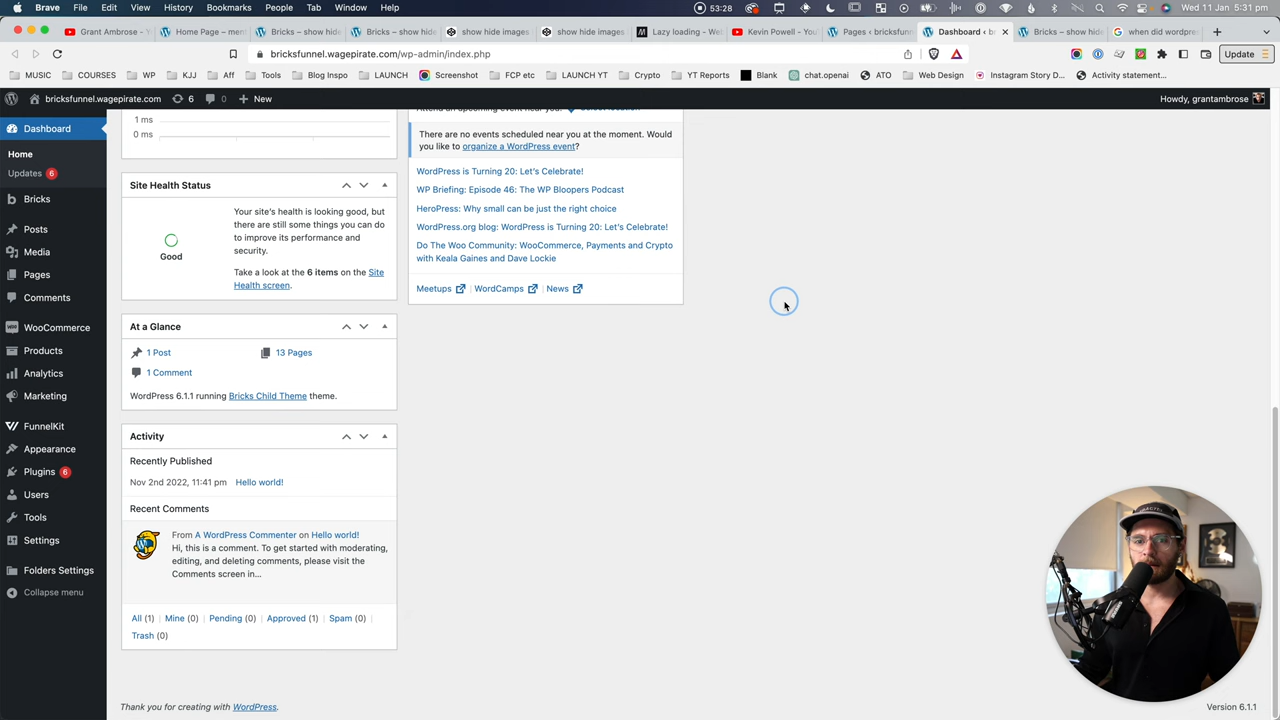 Brave File Edit View History Bookmarks People Tab Window Help 53:28 Wed 11 Jan 5:31 pm
Grant Ambrose - Y Home Page – men Bricks – show hide Bricks – show hide show hide images show hide images Lazy loading – We Kevin Powell - You Pages ‹ bricksfunn Dashboard ‹ b Bricks – show hide when did wordpre
bricksfunnel.wagepirate.com/wp-admin/index.php Update
MUSIC COURSES WP KJJ Aff Tools Blog Inspo LAUNCH Screenshot FCP etc LAUNCH YT Crypto YT Reports Blank chat.openai ATO Web Design Instagram Story D... Activity statement...
bricksfunnel.wagepirate.com 6 0 New Howdy, grantambrose
Dashboard
Home
Updates 6
Bricks
Posts
Media
Pages
Comments
WooCommerce
Products
Analytics
Marketing
FunnelKit
Appearance
Plugins 6
Users
Tools
Settings
Folders Settings
Collapse menu
1 ms
0 ms
Site Health Status
Good
Your site's health is looking good, but
there are still some things you can do
to improve its performance and
security.
Take a look at the 6 items on the Site
Health screen.
At a Glance
1 Post 13 Pages
1 Comment
WordPress 6.1.1 running Bricks Child Theme theme.
Activity
Recently Published
Nov 2nd 2022, 11:41 pm Hello world!
Recent Comments
From A WordPress Commenter on Hello world!
Hi, this is a comment. To get started with moderating,
editing, and deleting comments, please visit the
Comments screen in...
All (1) | Mine (0) | Pending (0) | Approved (1) | Spam (0) |
Trash (0)
There are no events scheduled near you at the moment. Would
you like to organize a WordPress event?
WordPress is Turning 20: Let's Celebrate!
WP Briefing: Episode 46: The WP Bloopers Podcast
HeroPress: Why small can be just the right choice
WordPress.org blog: WordPress is Turning 20: Let's Celebrate!
Do The Woo Community: WooCommerce, Payments and Crypto
with Keala Gaines and Dave Lockie
Meetups | WordCamps | News
Thank you for creating with WordPress. Version 6.1.1